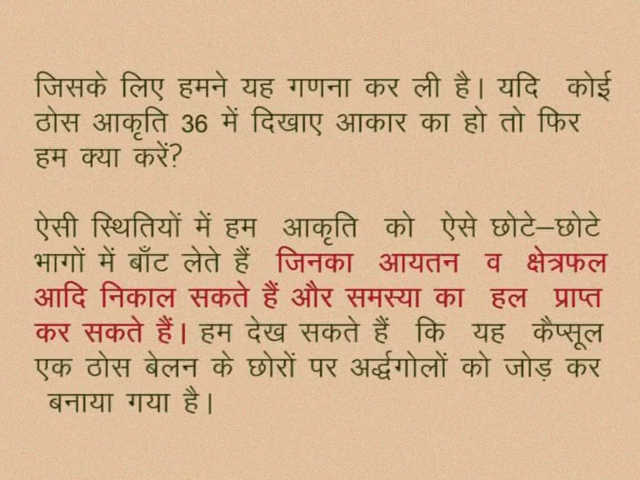 जिसके लिए हमने यह गणना कर ली है। यदि कोई
ठोस आकृति 36 में दिखाए आकार का हो तो फिर
हम क्या करें?
ऐसी स्थितियों में हम आकृति को ऐसे छोटे–छोटे
भागों में बाँट लेते हैं जिनका आयतन व क्षेत्रफल
आदि निकाल सकते हैं और समस्या का हल प्राप्त
कर सकते हैं। हम देख सकते हैं कि यह कैप्सूल
एक ठोस बेलन के छोरों पर अर्द्धगोलों को जोड़ कर
बनाया गया है।